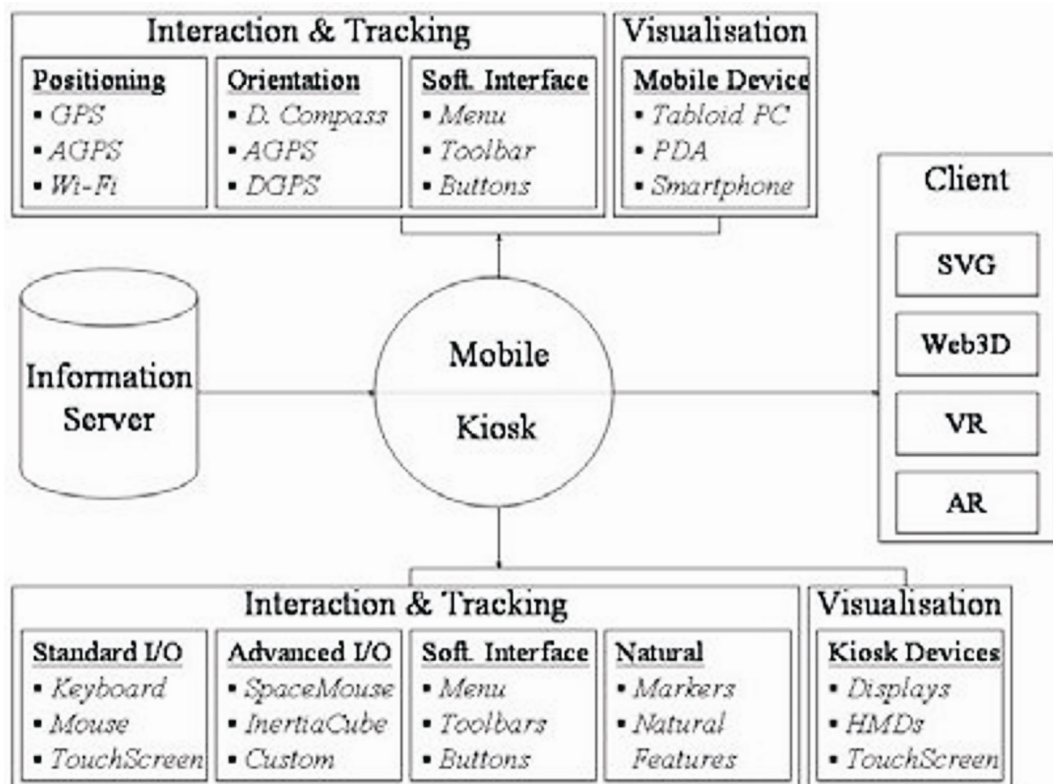 Interaction & Tracking
Visualisation
Positioning
▪ GPS
▪ AGPS
▪ Wi-Fi
Orientation
▪ D. Compass
▪ AGPS
▪ DGPS
Soft. Interface
▪ Menu
▪ Toolbar
▪ Buttons
Mobile Device
▪ Tabloid PC
▪ PDA
▪ Smartphone
Information
Server
Mobile
Kiosk
Client
SVG
Web3D
VR
AR
Interaction & Tracking
Visualisation
Standard I/O
▪ Keyboard
▪ Mouse
▪ TouchScreen
Advanced I/O
▪ SpaceMouse
▪ InertiaCube
▪ Custom
Soft. Interface
▪ Menu
▪ Toolbars
▪ Buttons
Natural
▪ Markers
▪ Natural
Features
Kiosk Devices
▪ Displays
▪ HMDs
▪ TouchScreen